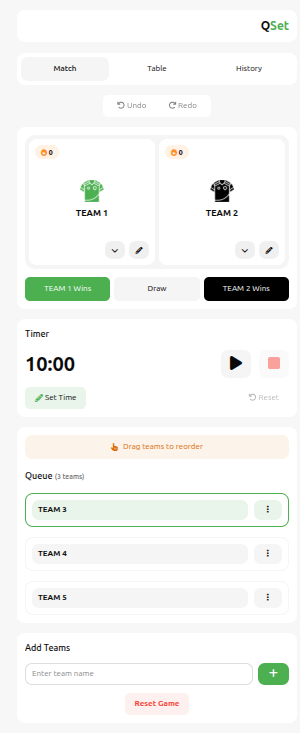 QSet
Match Table History
Undo Redo
0 0
TEAM 1 TEAM 2
TEAM 1 Wins Draw TEAM 2 Wins
Timer
10:00
Set Time Reset
Drag teams to reorder
Queue (3 teams)
TEAM 3
TEAM 4
TEAM 5
Add Teams
Enter team name +
Reset Game